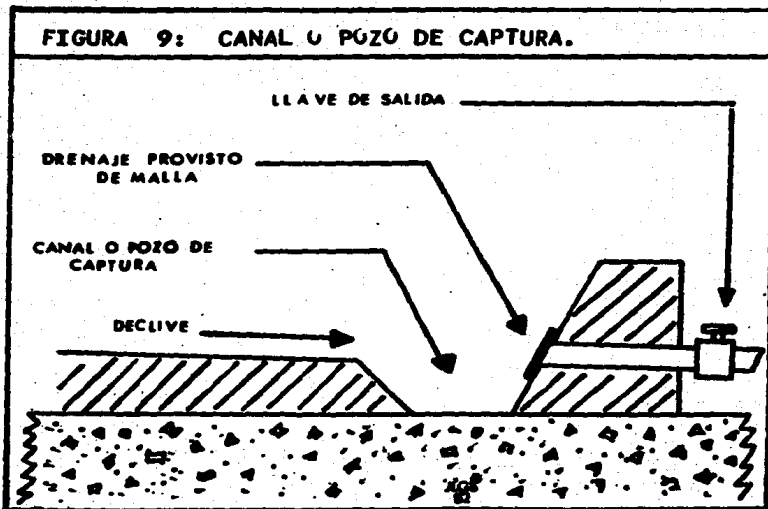 FIGURA 9: CANAL O POZO DE CAPTURA.
LLAVE DE SALIDA
DRENAJE PROVISTO
DE MALLA
CANAL O POZO DE
CAPTURA
DECLIVE